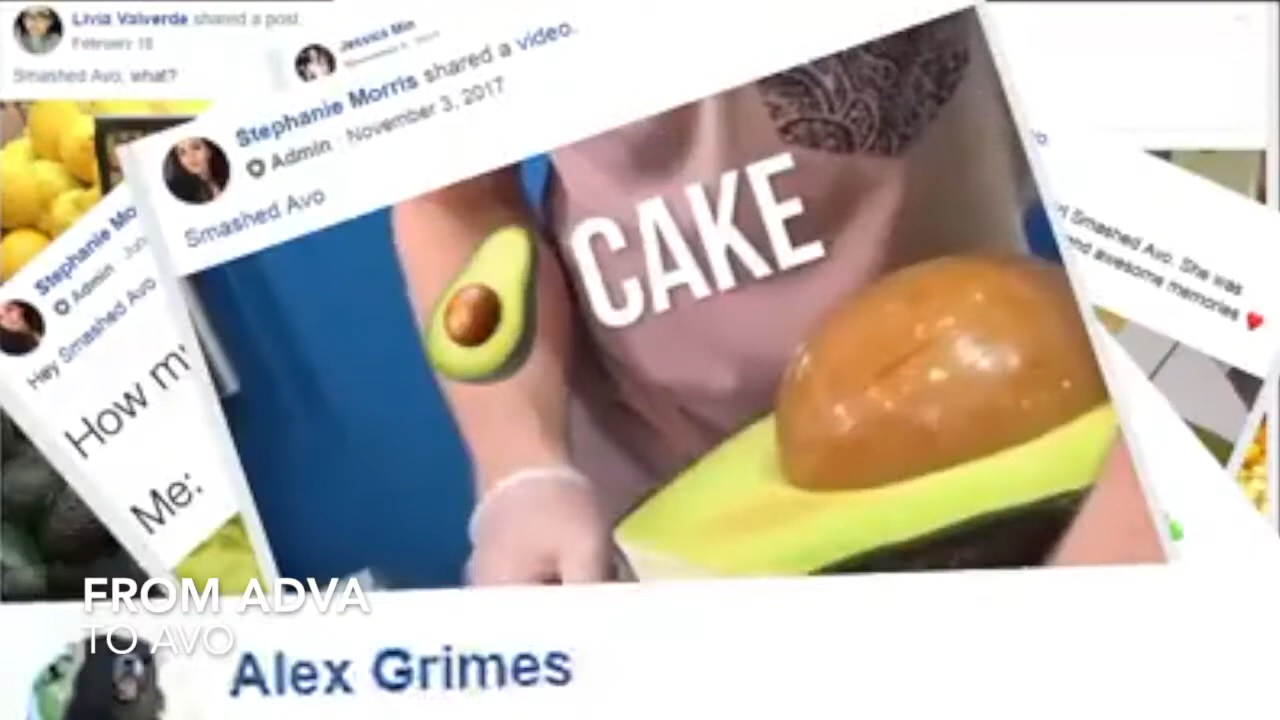 Livia Valverde shared a post.
February 16
Smashed Avo, what?
Jessica Min
Stephanie Morris shared a video.
Admin · November 3, 2017
Smashed Avo
CAKE
Stephanie Mo
Admin
Hey Smashed Avo
How m'
Me:
Smashed Avo. She was
and awesome memories
FROM ADVA
TO AVO
Alex Grimes